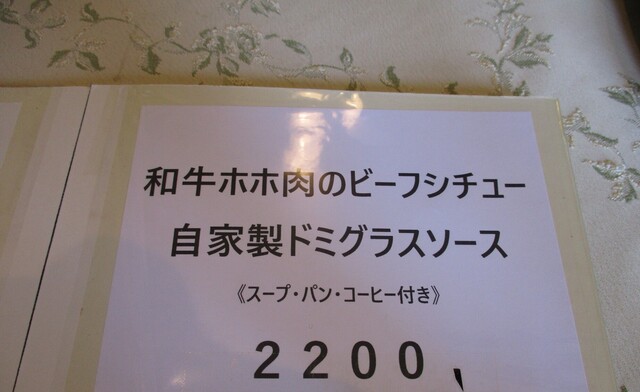 和牛ホホ肉のビーフシチュー
自家製ドミグラスソース
《スープ・パン・コーヒー付き》
2200